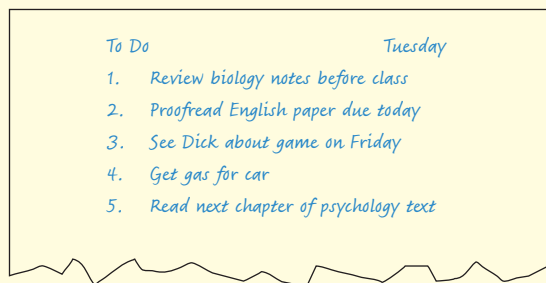 To Do Tuesday
1. Review biology notes before class
2. Proofread English paper due today
3. See Dick about game on Friday
4. Get gas for car
5. Read next chapter of psychology text